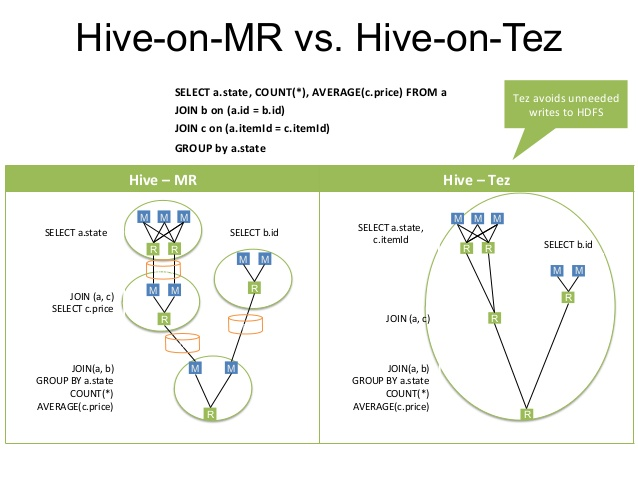 Hive-on-MR vs. Hive-on-Tez
SELECT a.state, COUNT(*), AVERAGE(c.price) FROM a
JOIN b on (a.id = b.id)
JOIN c on (a.itemId = c.itemId)
GROUP by a.state
Tez avoids unneeded
writes to HDFS
Hive – MR
Hive – Tez
SELECT a.state
M M M
R R
SELECT b.id
M M
R
JOIN (a, c)
SELECT c.price
M M
R
JOIN(a, b)
GROUP BY a.state
COUNT(*)
AVERAGE(c.price)
M M
R
SELECT a.state,
c.itemId
M M M
R R
SELECT b.id
M M
R
JOIN (a, c)
R
JOIN(a, b)
GROUP BY a.state
COUNT(*)
AVERAGE(c.price)
R